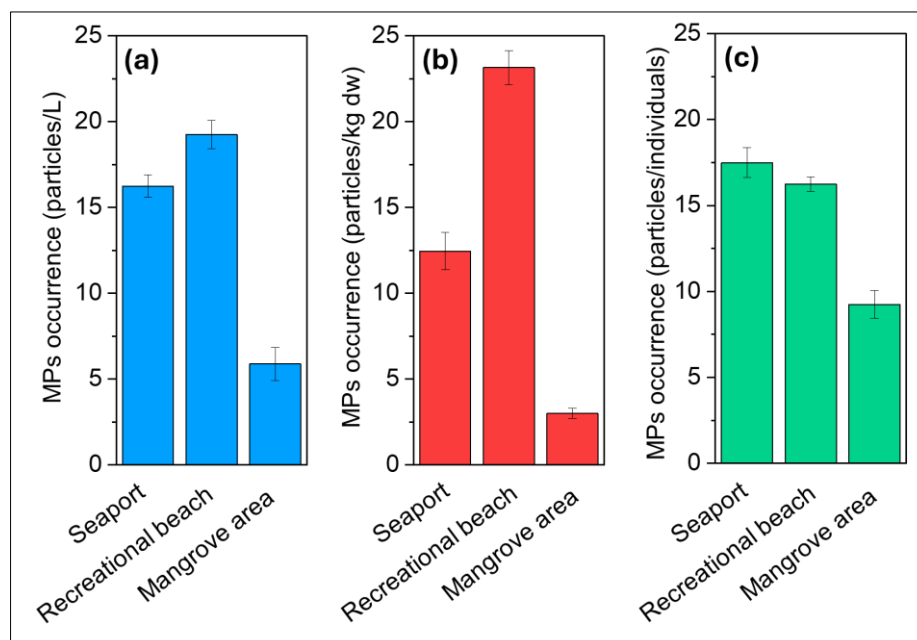 (a)
MPs occurrence (particles/L)
25
20
15
10
5
0
Seaport
Recreational beach
Mangrove area
(b)
MPs occurrence (particles/kg dw)
25
20
15
10
5
0
Seaport
Recreational beach
Mangrove area
(c)
MPs occurrence (particles/individuals)
25
20
15
10
5
0
Seaport
Recreational beach
Mangrove area